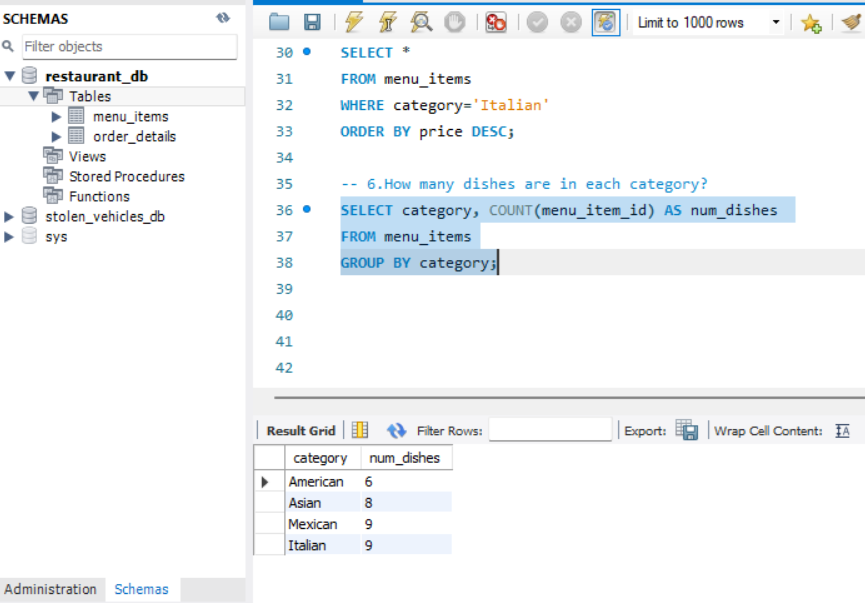 SCHEMAS
Filter objects
restaurant_db
Tables
menu_items
order_details
Views
Stored Procedures
Functions
stolen_vehicles_db
sys
Administration Schemas
Limit to 1000 rows
30 SELECT *
31 FROM menu_items
32 WHERE category='Italian'
33 ORDER BY price DESC;
34
35 -- 6.How many dishes are in each category?
36 SELECT category, COUNT(menu_item_id) AS num_dishes
37 FROM menu_items
38 GROUP BY category;
39
40
41
42
Result Grid Filter Rows: Export: Wrap Cell Content: IA
category num_dishes
American 6
Asian 8
Mexican 9
Italian 9